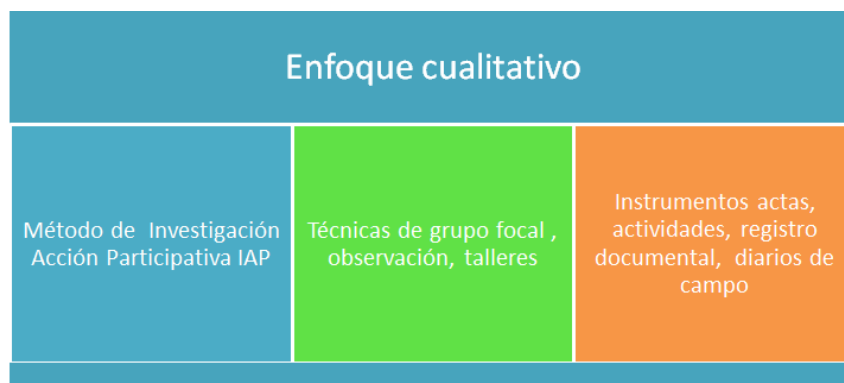 Enfoque cualitativo
Método de Investigación
Acción Participativa IAP
Técnicas de grupo focal ,
observación, talleres
Instrumentos actas,
actividades, registro
documental, diarios de
campo